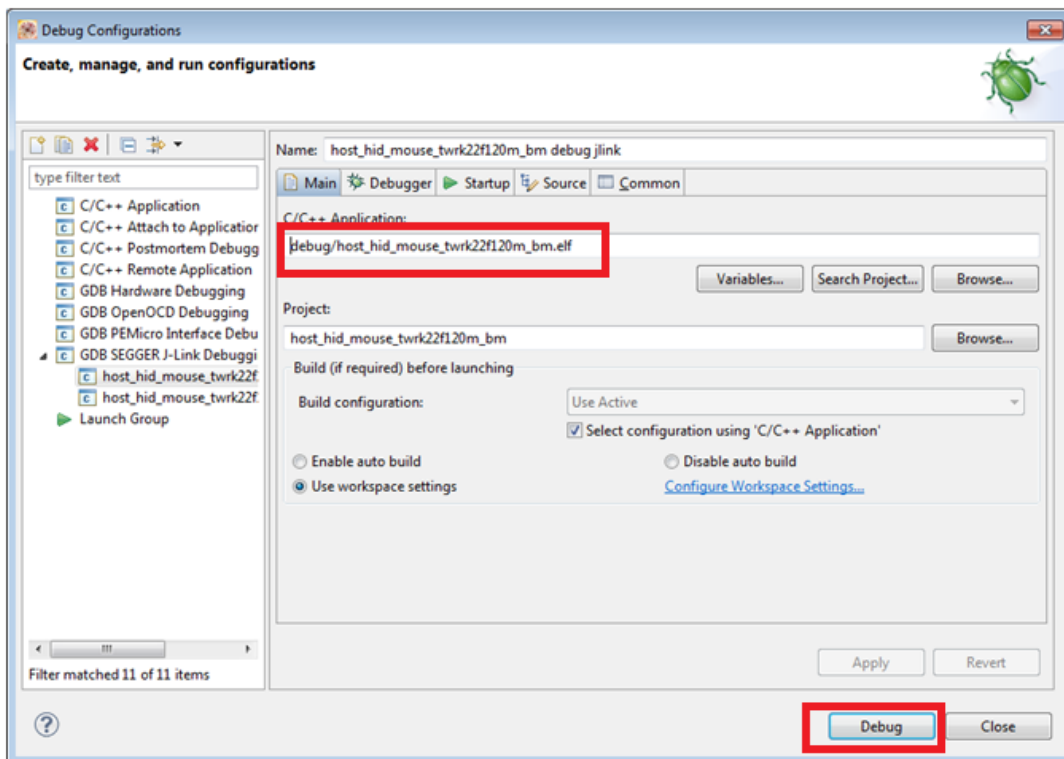 Debug Configurations
Create, manage, and run configurations
type filter text
C/C++ Application
C/C++ Attach to Application
C/C++ Postmortem Debugg
C/C++ Remote Application
GDB Hardware Debugging
GDB OpenOCD Debugging
GDB PEMicro Interface Debu
GDB SEGGER J-Link Debuggi
host_hid_mouse_twrk22f
host_hid_mouse_twrk22f
Launch Group
Filter matched 11 of 11 items
Name: host_hid_mouse_twrk22f120m_bm debug jlink
Main Debugger Startup Source Common
C/C++ Application:
debug/host_hid_mouse_twrk22f120m_bm.elf
Variables... Search Project... Browse...
Project:
host_hid_mouse_twrk22f120m_bm Browse...
Build (if required) before launching
Build configuration: Use Active
Select configuration using 'C/C++ Application'
Enable auto build Disable auto build
Use workspace settings Configure Workspace Settings...
Apply Revert
? Debug Close